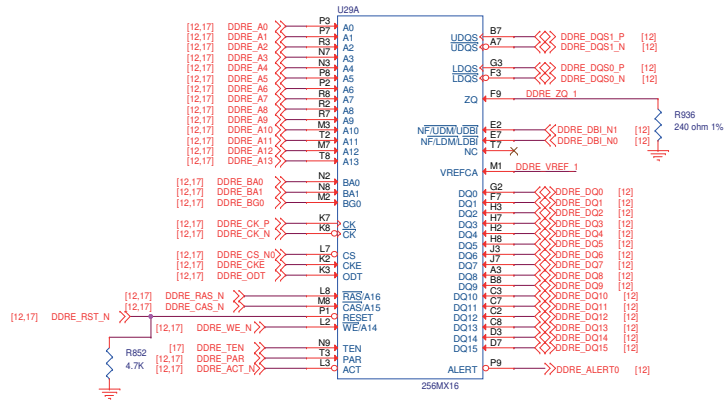 U29A
[12,17] DDRE_A0 P3 A0
[12,17] DDRE_A1 P7 A1
[12,17] DDRE_A2 R3 A2
[12,17] DDRE_A3 N7 A3
[12,17] DDRE_A4 N3 A4
[12,17] DDRE_A5 P8 A5
[12,17] DDRE_A6 P2 A6
[12,17] DDRE_A7 R8 A7
[12,17] DDRE_A8 R2 A8
[12,17] DDRE_A9 R7 A9
[12,17] DDRE_A10 M3 A10
[12,17] DDRE_A11 T2 A11
[12,17] DDRE_A12 M7 A12
[12,17] DDRE_A13 T8 A13
[12,17] DDRE_BA0 N2 BA0
[12,17] DDRE_BA1 N8 BA1
[12,17] DDRE_BG0 M2 BG0
[12,17] DDRE_CK_P K7 CK
[12,17] DDRE_CK_N K8 CK
[12,17] DDRE_CS_N0 L7 CS
[12,17] DDRE_CKE K2 CKE
[12,17] DDRE_ODT K3 ODT
[12,17] DDRE_RAS_N L8 RAS/A16
[12,17] DDRE_CAS_N M8 CAS/A15
[12,17] DDRE_RST_N P1 RESET
[12,17] DDRE_WE_N L2 WE/A14
[17] DDRE_TEN N9 TEN
[12,17] DDRE_PAR T3 PAR
[12,17] DDRE_ACT_N L3 ACT
R852
4.7K
UDQS B7 DDRE_DQS1_P [12]
UDQS A7 DDRE_DQS1_N [12]
LDQS G3 DDRE_DQS0_P [12]
LDQS F3 DDRE_DQS0_N [12]
ZQ F9 DDRE_ZQ_1
R936
240 ohm 1%
NF/UDM/UDBI E2 DDRE_DBI_N1 [12]
NF/LDM/LDBI E7 DDRE_DBI_N0 [12]
NC T7
VREFCA M1 DDRE_VREF_1
DQ0 G2 DDRE_DQ0 [12]
DQ1 F7 DDRE_DQ1 [12]
DQ2 H3 DDRE_DQ2 [12]
DQ3 H7 DDRE_DQ3 [12]
DQ4 H2 DDRE_DQ4 [12]
DQ5 H8 DDRE_DQ5 [12]
DQ6 J3 DDRE_DQ6 [12]
DQ7 J7 DDRE_DQ7 [12]
DQ8 A3 DDRE_DQ8 [12]
DQ9 B8 DDRE_DQ9 [12]
DQ10 C3 DDRE_DQ10 [12]
DQ11 C7 DDRE_DQ11 [12]
DQ12 C2 DDRE_DQ12 [12]
DQ13 C8 DDRE_DQ13 [12]
DQ14 D3 DDRE_DQ14 [12]
DQ15 D7 DDRE_DQ15 [12]
ALERT P9 DDRE_ALERT0 [12]
256MX16